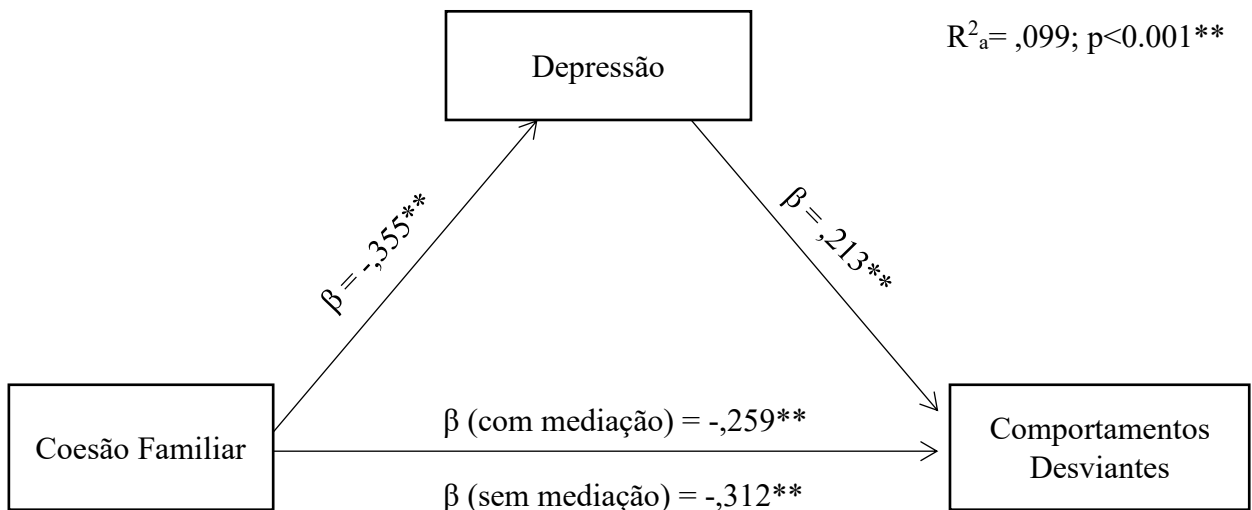 R²ₐ= ,099; p<0.001**
Depressão
β = -,355**
β = ,213**
Coesão Familiar
β (com mediação) = -,259**
β (sem mediação) = -,312**
Comportamentos
Desviantes